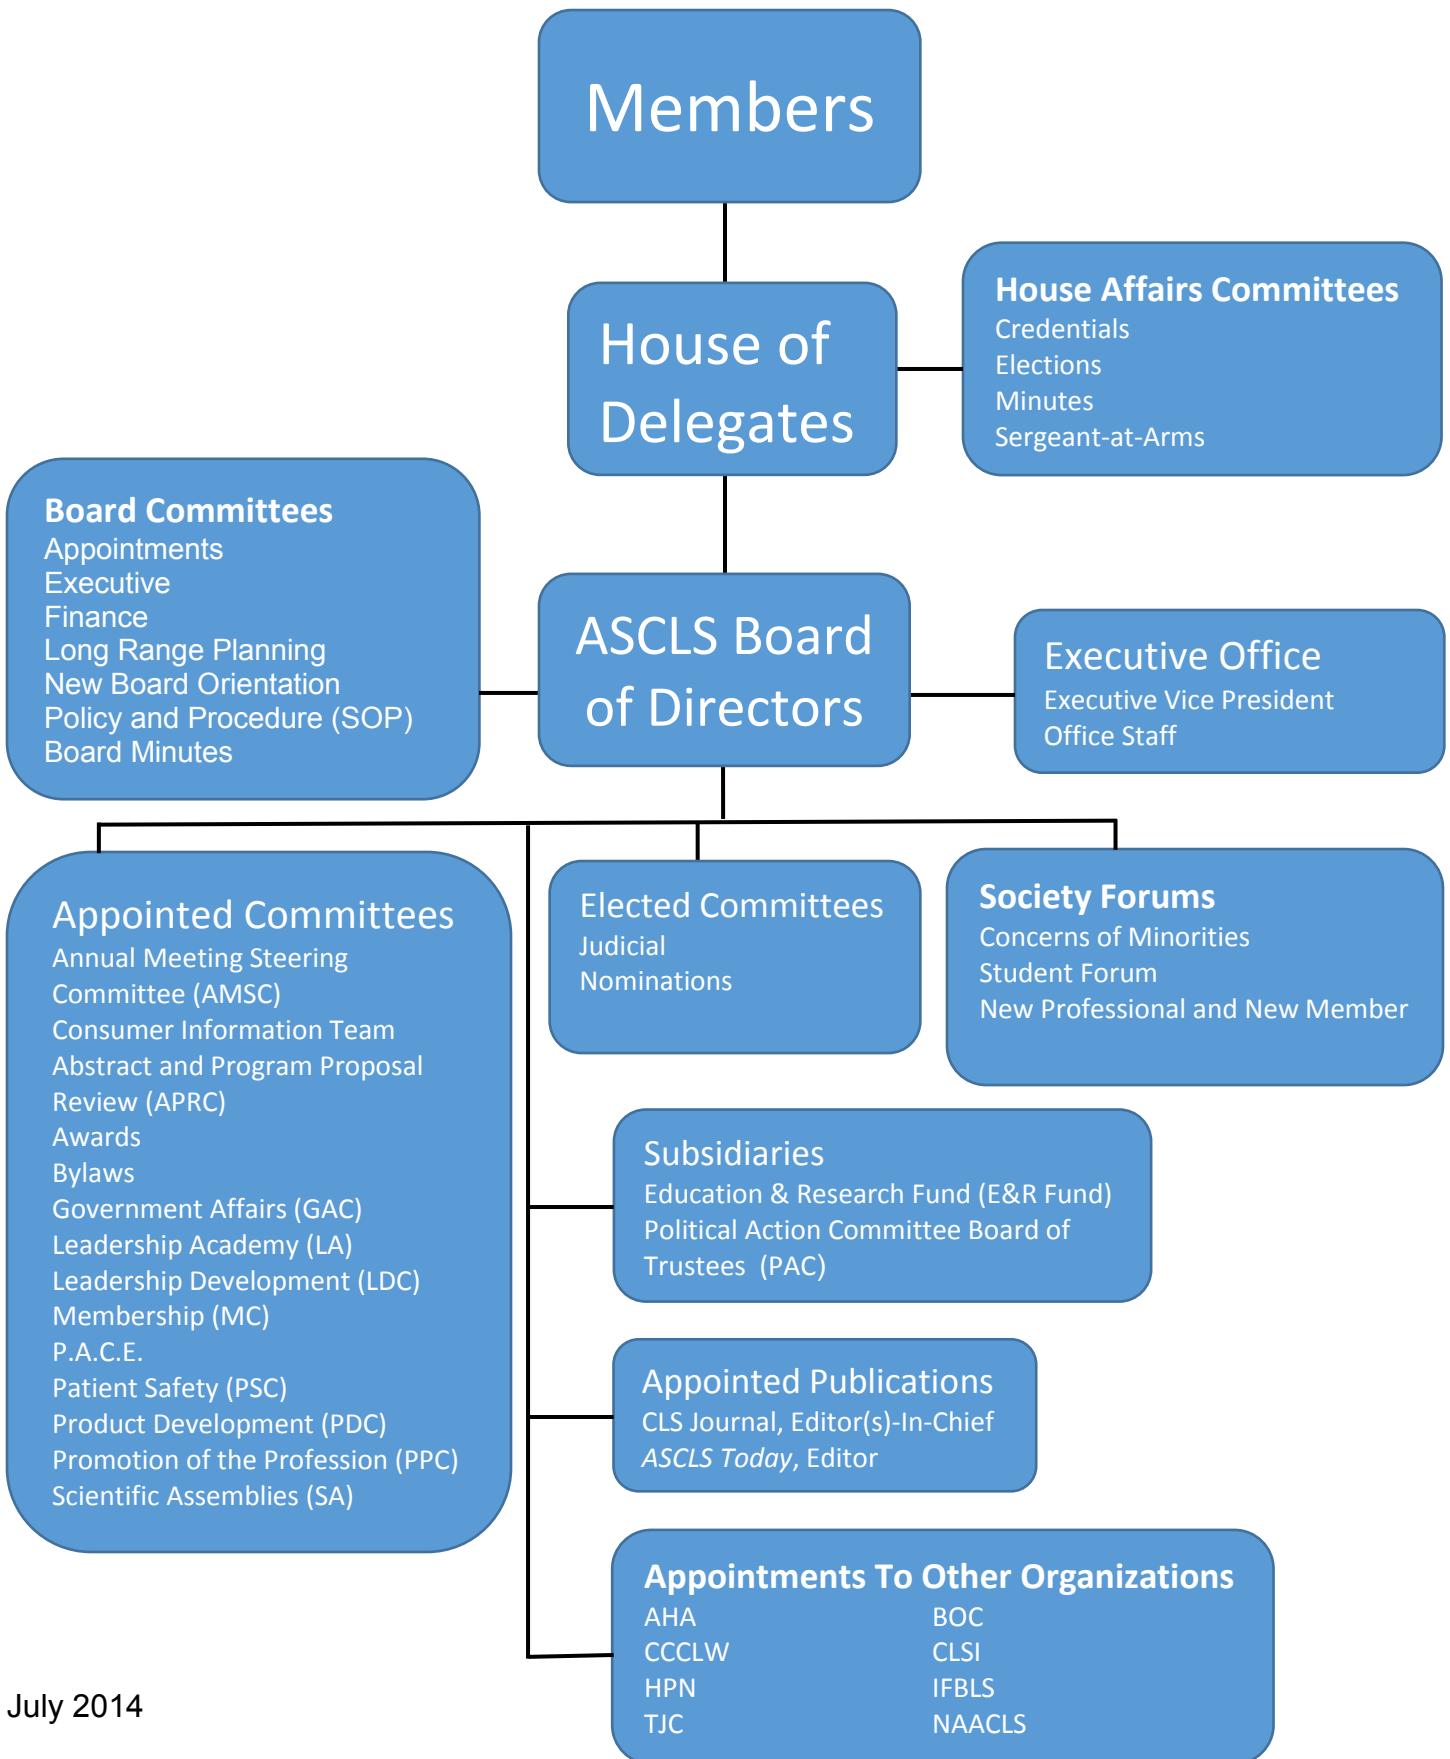 Members
House of
Delegates
House Affairs Committees
Credentials
Elections
Minutes
Sergeant-at-Arms
Board Committees
Appointments
Executive
Finance
Long Range Planning
New Board Orientation
Policy and Procedure (SOP)
Board Minutes
ASCLS Board
of Directors
Executive Office
Executive Vice President
Office Staff
Appointed Committees
Annual Meeting Steering
Committee (AMSC)
Consumer Information Team
Abstract and Program Proposal
Review (APRC)
Awards
Bylaws
Government Affairs (GAC)
Leadership Academy (LA)
Leadership Development (LDC)
Membership (MC)
P.A.C.E.
Patient Safety (PSC)
Product Development (PDC)
Promotion of the Profession (PPC)
Scientific Assemblies (SA)
Elected Committees
Judicial
Nominations
Society Forums
Concerns of Minorities
Student Forum
New Professional and New Member
Subsidiaries
Education & Research Fund (E&R Fund)
Political Action Committee Board of
Trustees  (PAC)
Appointed Publications
CLS Journal, Editor(s)-In-Chief
ASCLS Today, Editor
Appointments To Other Organizations
AHA BOC
CCCLW CLSI
HPN IFBLS
TJC NAACLS
July 2014